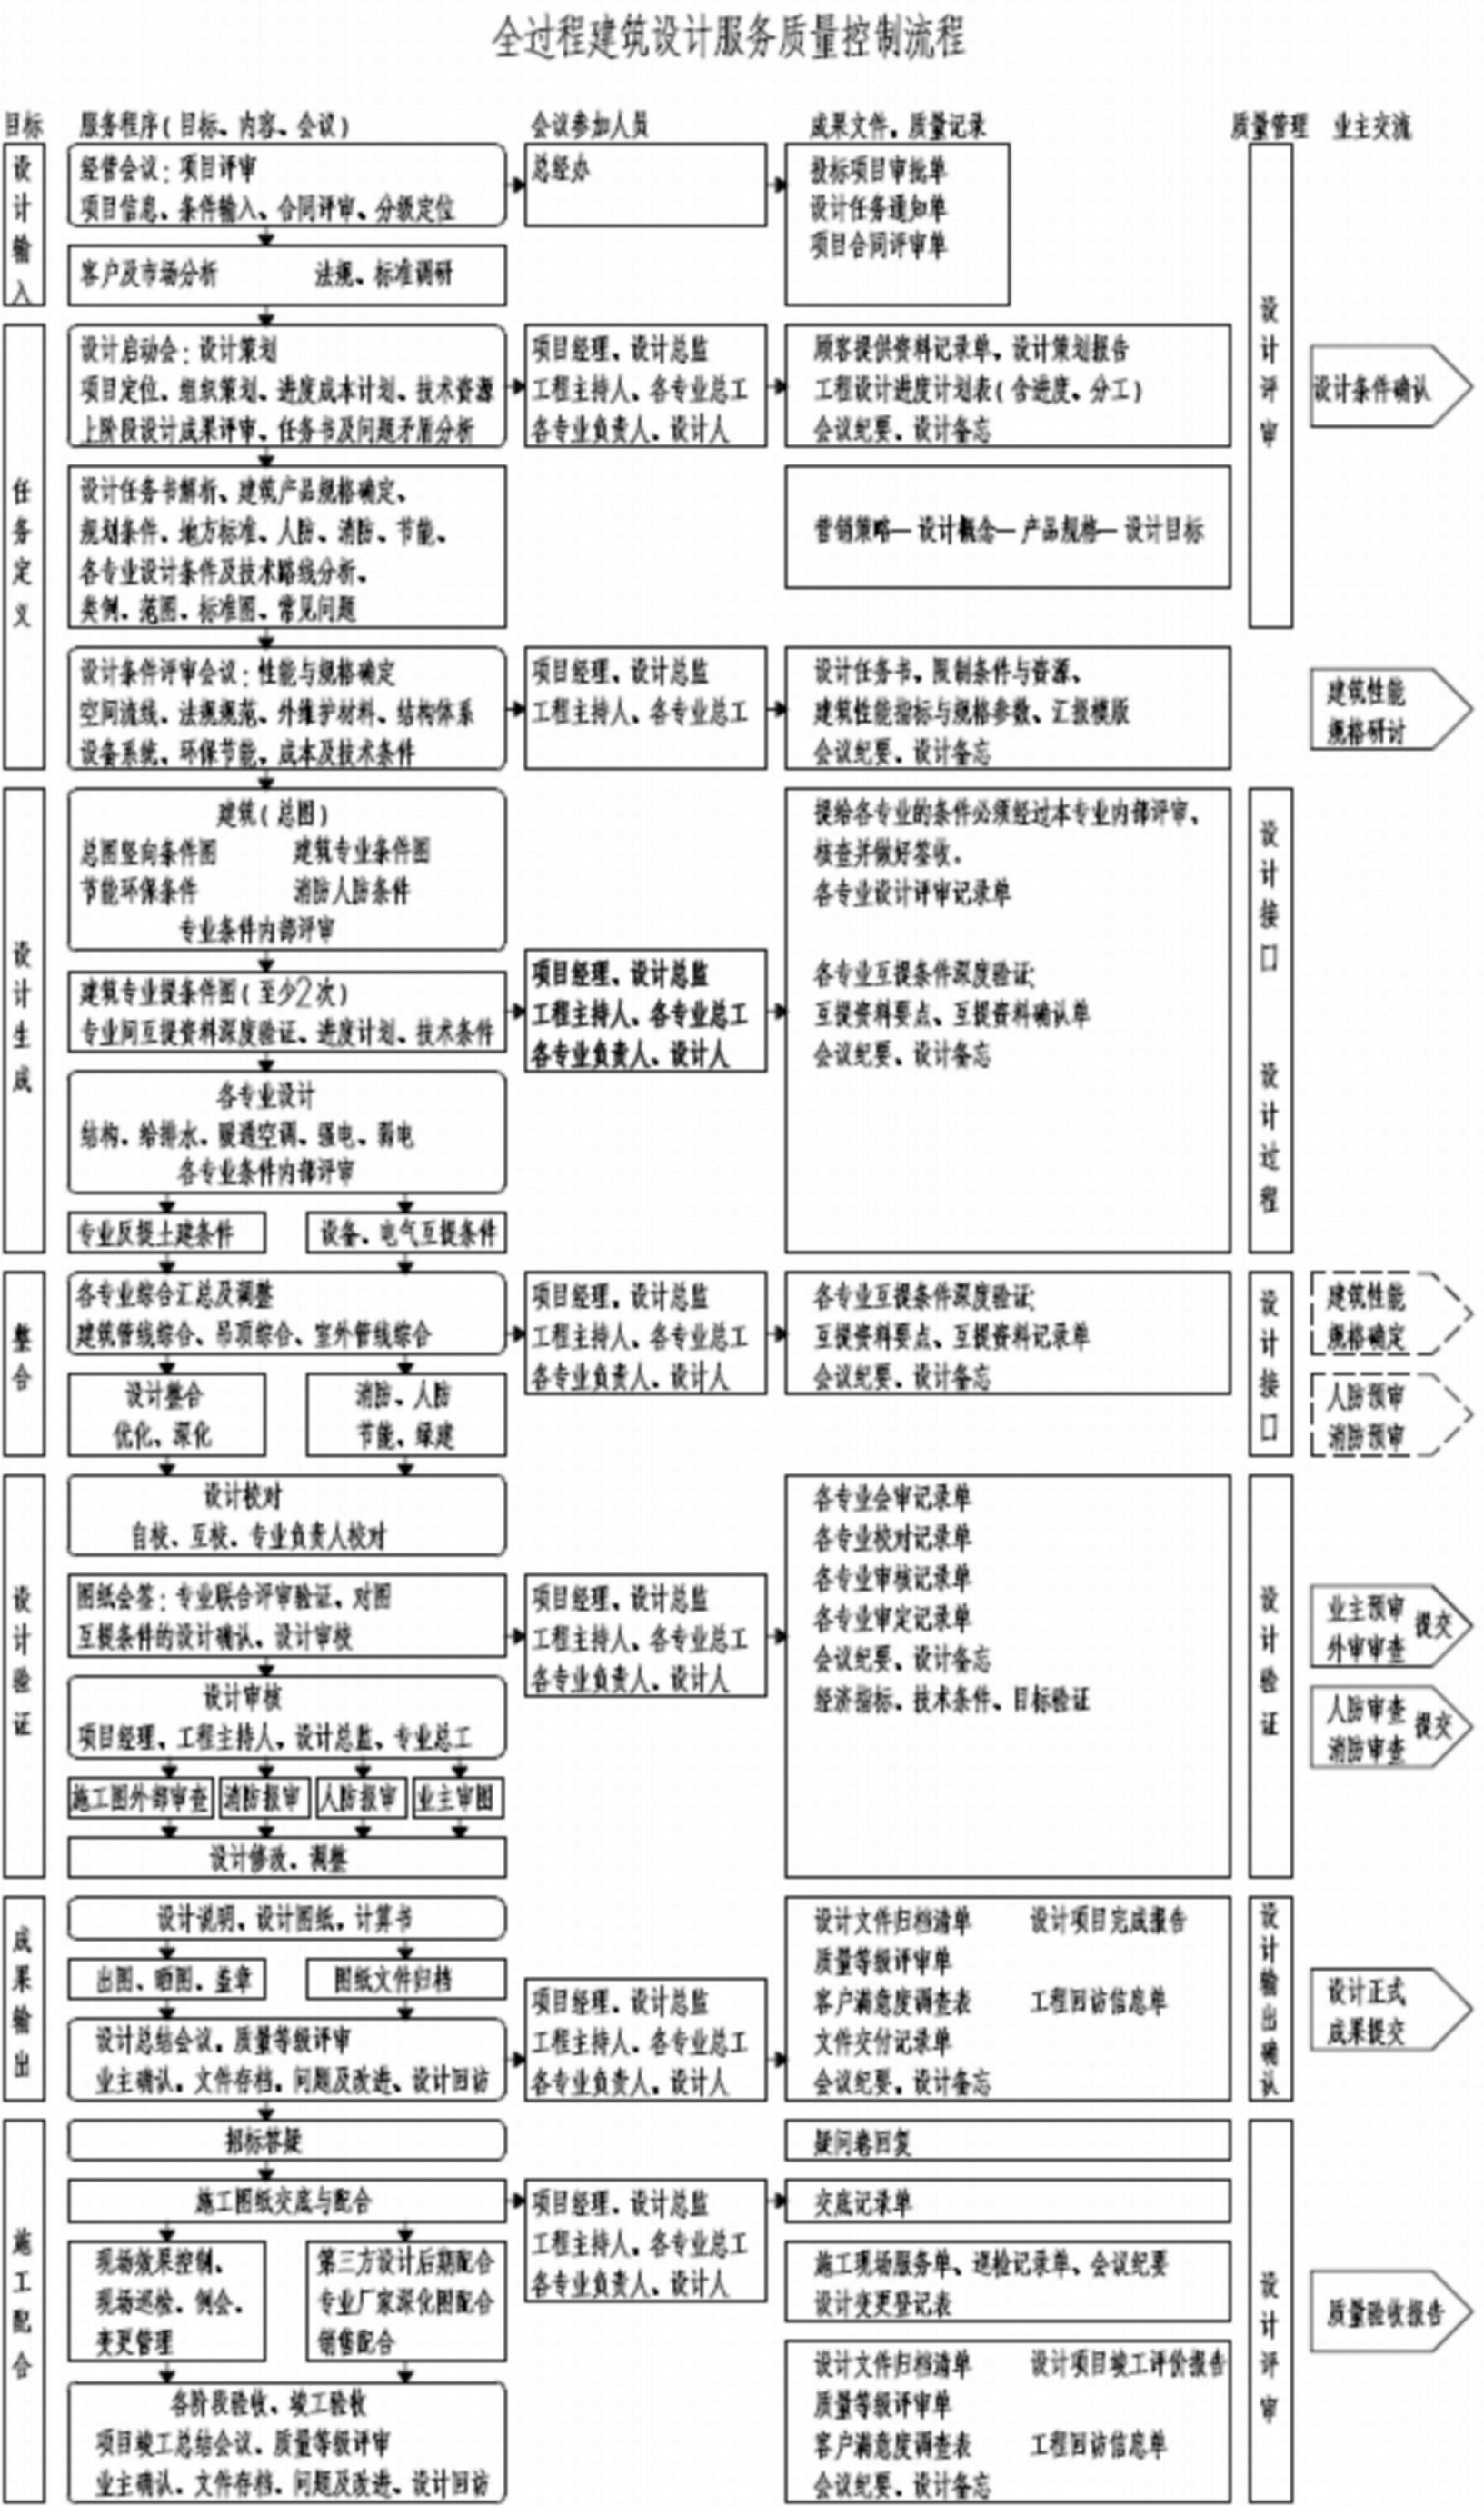 全过程建筑设计服务质量控制流程
目标 服务程序(目标、内容、会议) 会议参加人员 成果文件、质量记录 质量管理 业主交流
设计输入
经营会议:项目评审
项目信息、条件输入、合同评审、分级定位
总经办
投标项目审批单
设计任务通知单
项目合同评审单
客户及市场分析 法规、标准调研
设计评审
任务定义
设计启动会:设计策划
项目定位、组织策划、进度成本计划、技术资源
上阶段设计成果评审、任务书及问题矛盾分析
项目经理、设计总监
工程主持人、各专业总工
各专业负责人、设计人
顾客提供资料记录单、设计策划报告
工程设计进度计划表(含进度、分工)
会议纪要、设计备忘
设计条件确认
设计任务书解析、建筑产品规格确定、
规划条件、地方标准、人防、消防、节能、
各专业设计条件及技术路线分析、
类例、范图、标准图、常见问题
营销策略—设计概念—产品规格—设计目标
设计条件评审会议:性能与规格确定
空间流线、法规规范、外维护材料、结构体系
设备系统、环保节能、成本及技术条件
项目经理、设计总监
工程主持人、各专业总工
设计任务书、限制条件与资源、
建筑性能指标与规格参数、汇报模版
会议纪要、设计备忘
建筑性能
规格研讨
设计生成
建筑(总图)
总图竖向条件图 建筑专业条件图
节能环保条件 消防人防条件
专业条件内部评审
建筑专业提条件图(至少2次)
专业间互提资料深度验证、进度计划、技术条件
项目经理、设计总监
工程主持人、各专业总工
各专业负责人、设计人
提给各专业的条件必须经过本专业内部评审、
核查并做好签收。
各专业设计评审记录单
各专业互提条件深度验证;
互提资料要点、互提资料确认单
会议纪要、设计备忘
设计接口
设计过程
各专业设计
结构、给排水、暖通空调、强电、弱电
各专业条件内部评审
专业反提土建条件
设备、电气互提条件
整合
各专业综合汇总及调整
建筑管线综合、吊顶综合、室外管线综合
项目经理、设计总监
工程主持人、各专业总工
各专业负责人、设计人
各专业互提条件深度验证;
互提资料要点、互提资料记录单
会议纪要、设计备忘
设计接口
建筑性能
规格确定
人防预审
消防预审
设计整合
优化、深化
消防、人防
节能、绿建
设计验证
设计校对
自校、互校、专业负责人校对
图纸会签:专业联合评审验证、对图
互提条件的设计确认、设计审校
项目经理、设计总监
工程主持人、各专业总工
各专业负责人、设计人
各专业会审记录单
各专业校对记录单
各专业审核记录单
各专业审定记录单
会议纪要、设计备忘
经济指标、技术条件、目标验证
设计验证
业主预审
外审审查
提交
人防审查
消防审查
提交
设计审核
项目经理、工程主持人、设计总监、专业总工
施工图外部审查
消防报审
人防报审
业主审图
设计修改、调整
成果输出
设计说明、设计图纸、计算书
出图、晒图、盖章
图纸文件归档
设计总结会议、质量等级评审
业主确认、文件存档、问题及改进、设计回访
项目经理、设计总监
工程主持人、各专业总工
各专业负责人、设计人
设计文件归档清单 设计项目完成报告
质量等级评审单
客户满意度调查表 工程回访信息单
文件交付记录单
会议纪要、设计备忘
设计输出确认
设计正式
成果提交
施工配合
招标答疑
疑问卷回复
施工图纸交底与配合
项目经理、设计总监
工程主持人、各专业总工
各专业负责人、设计人
交底记录单
现场效果控制、
现场巡检、例会、
变更管理
第三方设计后期配合
专业厂家深化图配合
销售配合
施工现场服务单、巡检记录单、会议纪要
设计变更登记表
设计评审
质量验收报告
各阶段验收、竣工验收
项目竣工总结会议、质量等级评审
业主确认、文件存档、问题及改进、设计回访
设计文件归档清单 设计项目竣工评价报告
质量等级评审单
客户满意度调查表 工程回访信息单
会议纪要、设计备忘